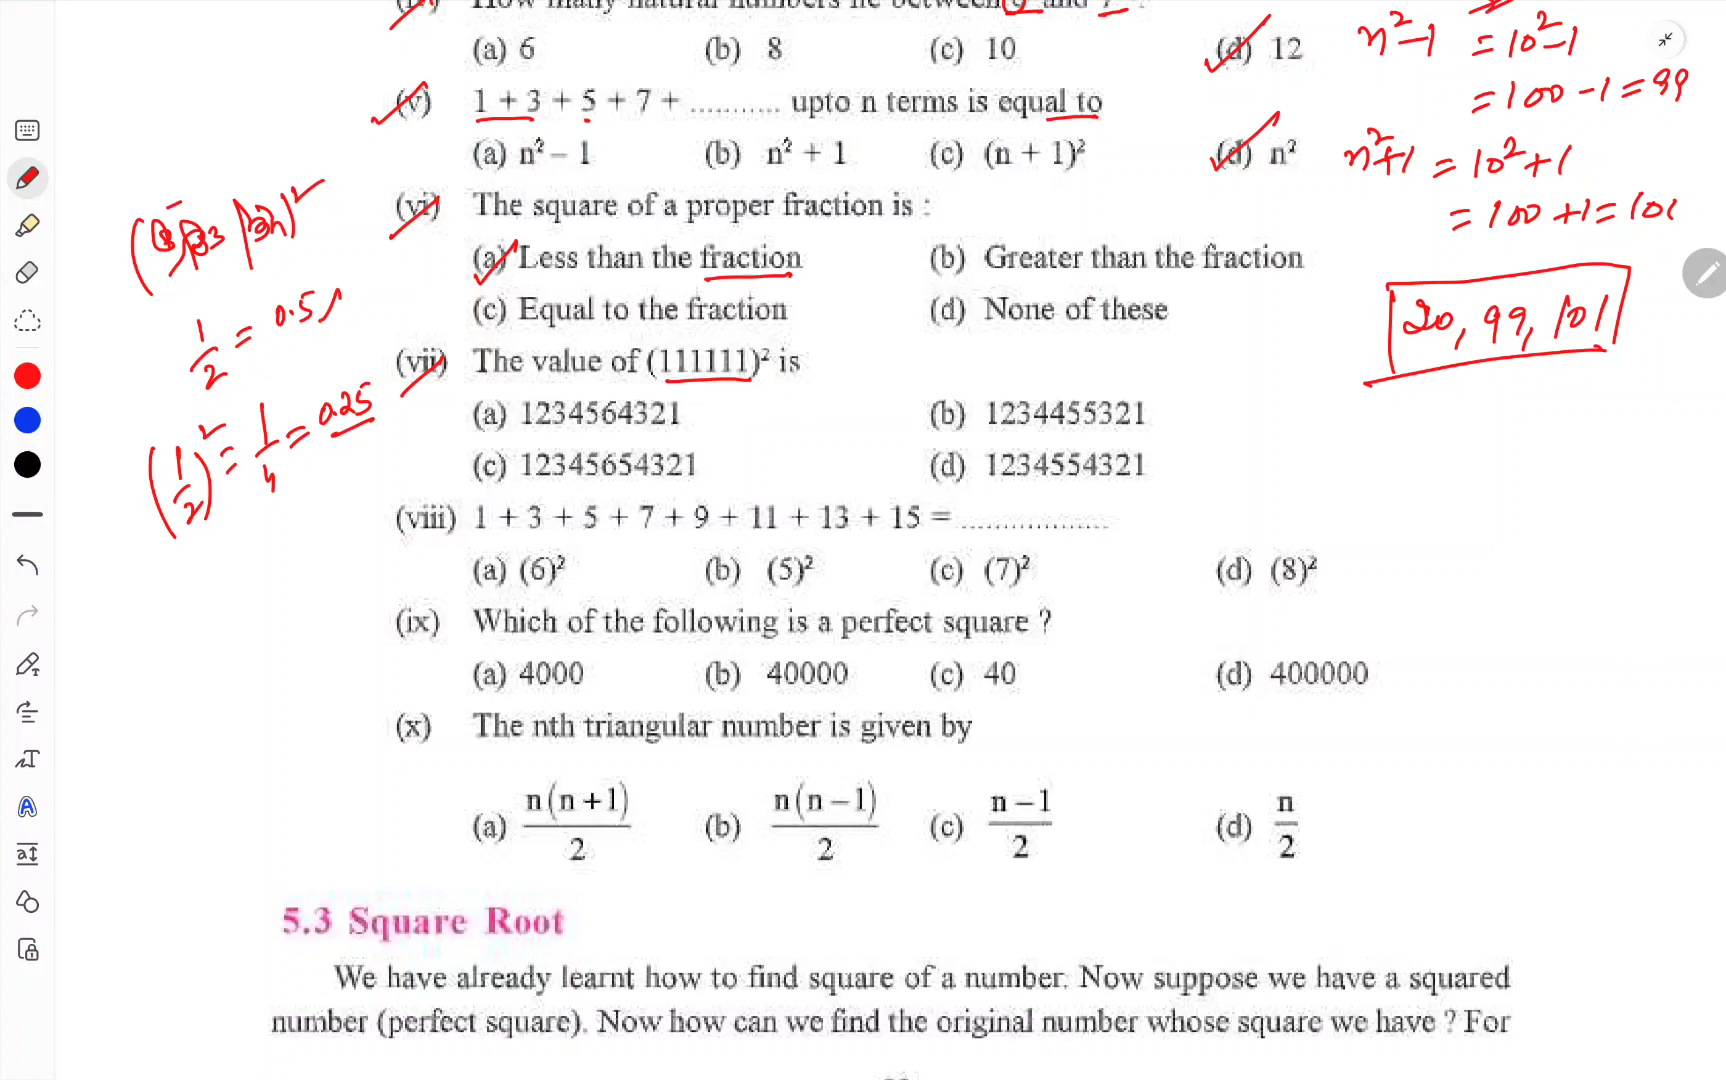 How many natural numbers lie between
(a) 6 (b) 8 (c) 10 (d) 12
n²-1 = 10²-1
= 100 -1 = 99
(v) 1 + 3 + 5 + 7 + ........... upto n terms is equal to
(a) n² – 1 (b) n² + 1 (c) (n + 1)² (d) n²
n²+1 = 10²+1
= 100 +1 = 101
(vi) The square of a proper fraction is :
(a) Less than the fraction (b) Greater than the fraction
(c) Equal to the fraction (d) None of these
20, 99, 101
1/2 = 0.5
(1/2)² = 1/4 = 0.25
(vii) The value of (111111)² is
(a) 1234564321 (b) 1234455321
(c) 12345654321 (d) 1234554321
(viii) 1 + 3 + 5 + 7 + 9 + 11 + 13 + 15 = ..................
(a) (6)² (b) (5)² (c) (7)² (d) (8)²
(ix) Which of the following is a perfect square ?
(a) 4000 (b) 40000 (c) 40 (d) 400000
(x) The nth triangular number is given by
(a) n(n+1)/2 (b) n(n–1)/2 (c) n–1/2 (d) n/2
5.3 Square Root
We have already learnt how to find square of a number. Now suppose we have a squared
number (perfect square). Now how can we find the original number whose square we have ? For